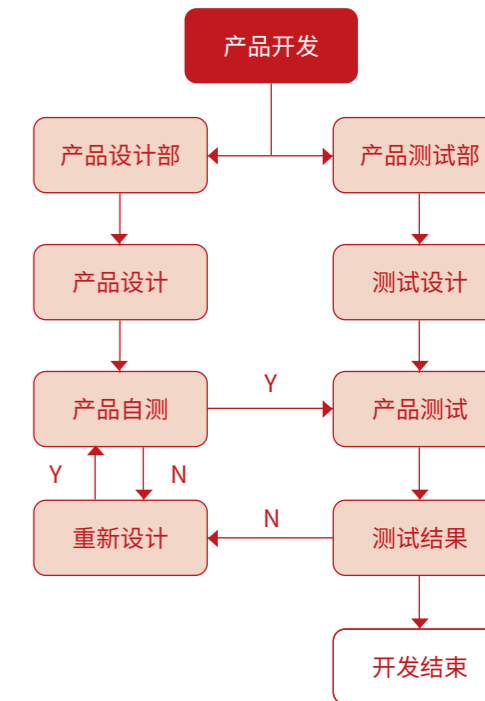 产品开发
产品设计部
产品测试部
产品设计
测试设计
产品自测
Y
产品测试
Y
N
重新设计
N
测试结果
开发结束